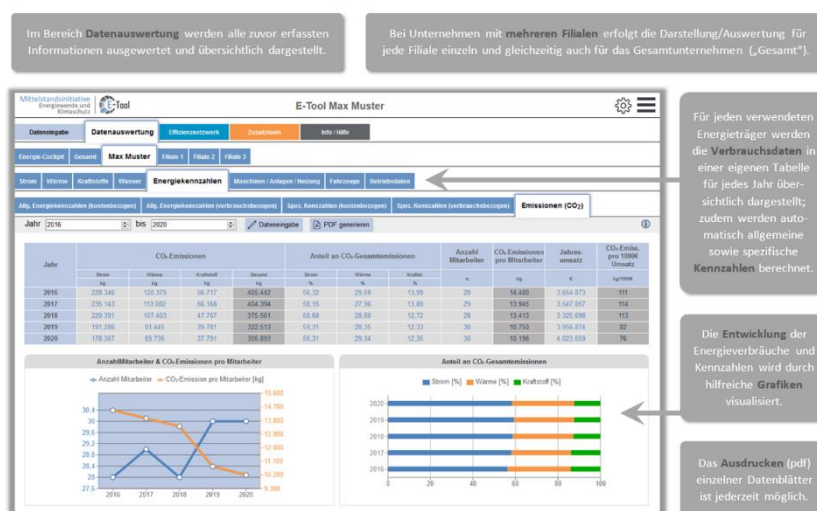 Im Bereich Datenauswertung werden alle zuvor erfassten
Informationen ausgewertet und übersichtlich dargestellt.
Bei Unternehmen mit mehreren Filialen erfolgt die Darstellung/Auswertung für
jede Filiale einzeln und gleichzeitig auch für das Gesamtunternehmen („Gesamt“).
Mittelstandsinitiative
Energiewende
und
Klimaschutz
E-Tool
E-Tool Max Muster
Dateneingabe Datenauswertung Effizienznetzwerk Zusatztools Info / Hilfe
Energie-Cockpit Gesamt Max Muster Filiale 1 Filiale 2 Filiale 3
Strom Wärme Kraftstoffe Wasser Energiekennzahlen Maschinen / Anlagen / Heizung Fahrzeuge Betriebsdaten
Allg. Energiekennzahlen (kostenbezogen) Allg. Energiekennzahlen (verbrauchsbezogen) Spez. Kennzahlen (kostenbezogen) Spez. Kennzahlen (verbrauchsbezogen) Emissionen (CO₂)
Jahr 2016 bis 2020 Dateneingabe PDF generieren
Jahr CO₂ Emissionen Anteil an CO₂-Gesamtemissionen Anzahl Mitarbeiter CO₂ Emissionen pro Mitarbeiter Jahres-umsatz CO₂-Emiss. pro 1000€ Umsatz
Strom Wärme Kraftstoff Gesamt Strom Wärme Kraftst.
kg kg kg kg % % % n kg € kg/1000€
2016 228.346 120.379 56.717 405.442 56,32 29,69 13,99 28 14.480 3.654.873 111
2017 235.143 113.082 56.168 404.394 58,15 27,96 13,89 29 13.945 3.547.857 114
2018 220.391 107.403 47.767 375.561 58,68 28,60 12,72 28 13.413 3.325.698 113
2019 191.286 91.445 39.781 322.513 59,31 28,35 12,33 30 10.750 3.956.874 82
2020 178.367 89.736 37.791 305.893 58,31 29,34 12,35 30 10.196 4.023.659 76
AnzahlMitarbeiter & CO₂-Emissionen pro Mitarbeiter
Anzahl Mitarbeiter CO₂-Emission pro Mitarbeiter [kg]
30.4
30
29.6
29.2
28.8
28.4
28
27.6
15.600
14.700
13.800
12.900
12.000
11.100
10.200
9.300
2016 2017 2018 2019 2020
Anteil an CO₂-Gesamtemissionen
Strom [%] Wärme [%] Kraftstoff [%]
2020
2019
2018
2017
2016
0 20 40 60 80 100
Für jeden verwendeten
Energieträger werden
die Verbrauchsdaten in
einer eigenen Tabelle
für jedes Jahr über-
sichtlich dargestellt;
zudem werden auto-
matisch allgemeine
sowie spezifische
Kennzahlen berechnet.
Die Entwicklung der
Energieverbräuche und
Kennzahlen wird durch
hilfreiche Grafiken
visualisiert.
Das Ausdrucken (pdf)
einzelner Datenblätter
ist jederzeit möglich.